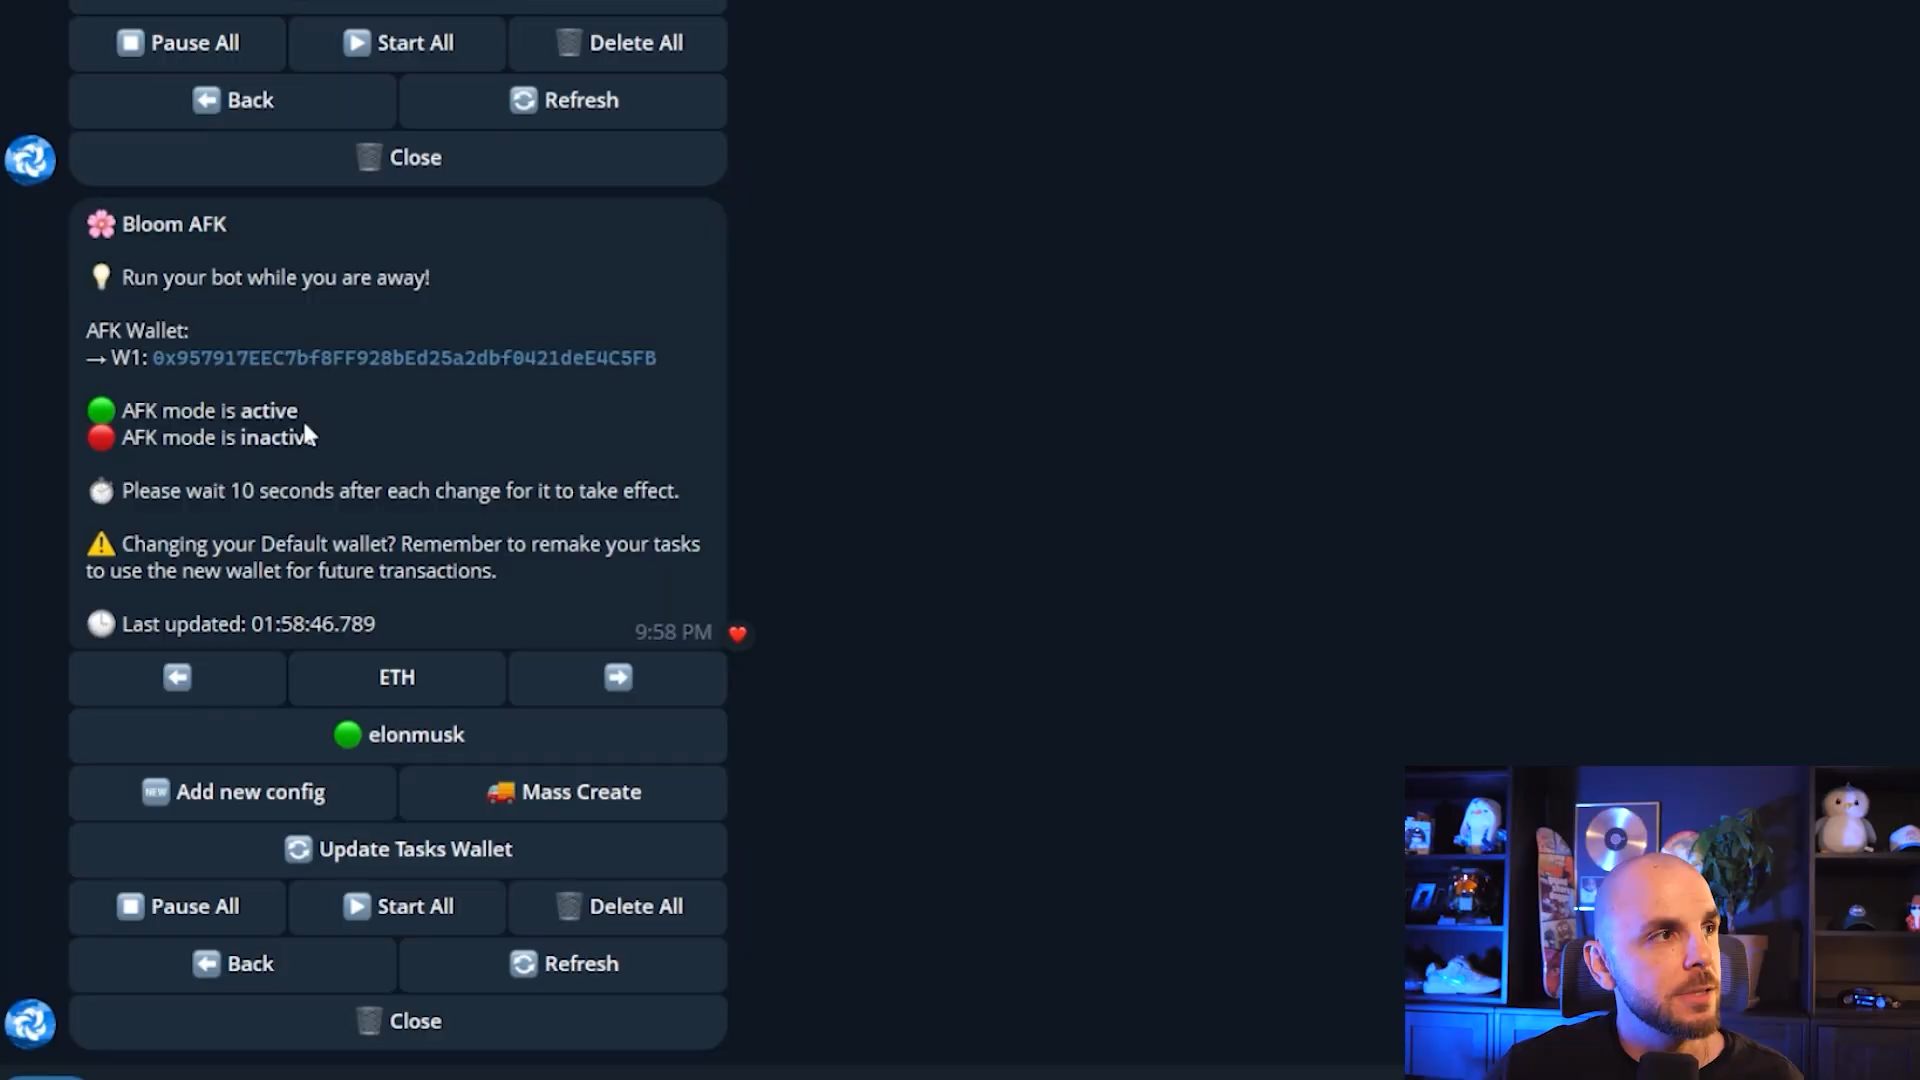 Pause All
Start All
Delete All
Back
Refresh
Close
Bloom AFK
Run your bot while you are away!
AFK Wallet:
→ W1: 0x957917EEC7bf8FF928bEd25a2dbf0421deE4C5FB
AFK mode is active
AFK mode is inactive
Please wait 10 seconds after each change for it to take effect.
Changing your Default wallet? Remember to remake your tasks
to use the new wallet for future transactions.
Last updated: 01:58:46.789
9:58 PM
ETH
elonmusk
NEW Add new config
Mass Create
Update Tasks Wallet
Pause All
Start All
Delete All
Back
Refresh
Close